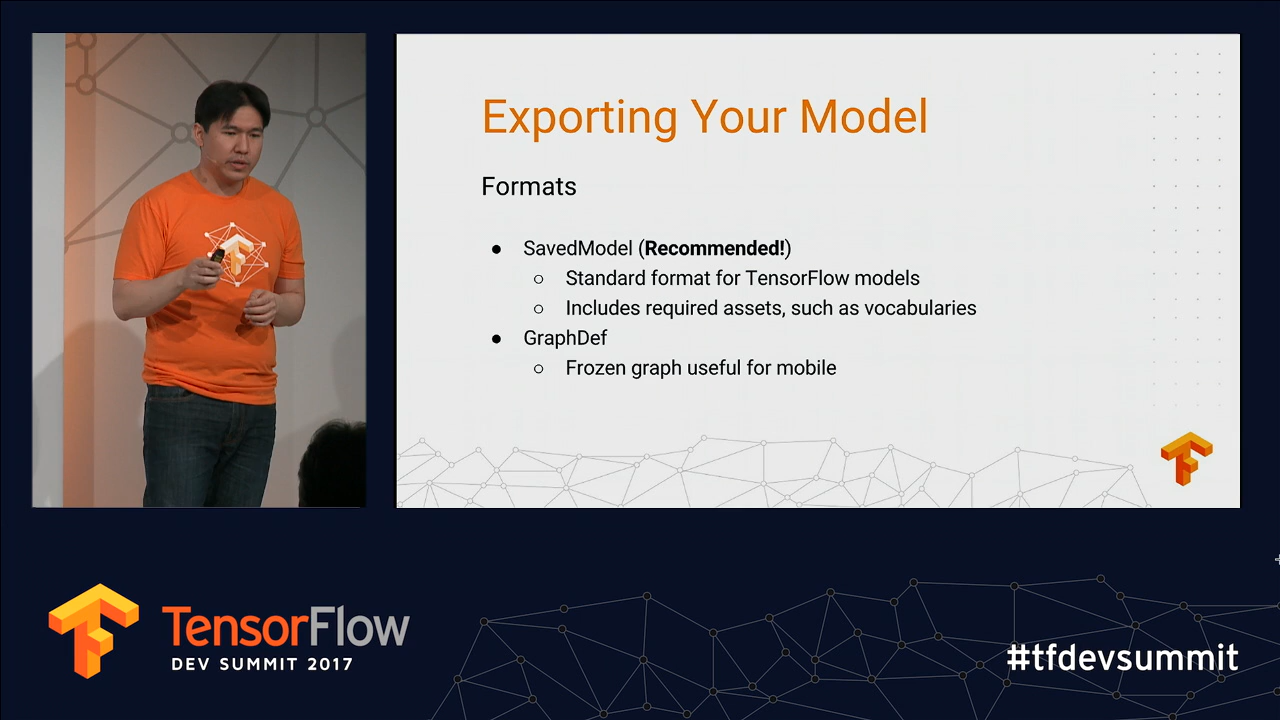 Exporting Your Model
Formats
● SavedModel (Recommended!)
○ Standard format for TensorFlow models
○ Includes required assets, such as vocabularies
● GraphDef
○ Frozen graph useful for mobile
TensorFlow
DEV SUMMIT 2017
#tfdevsummit